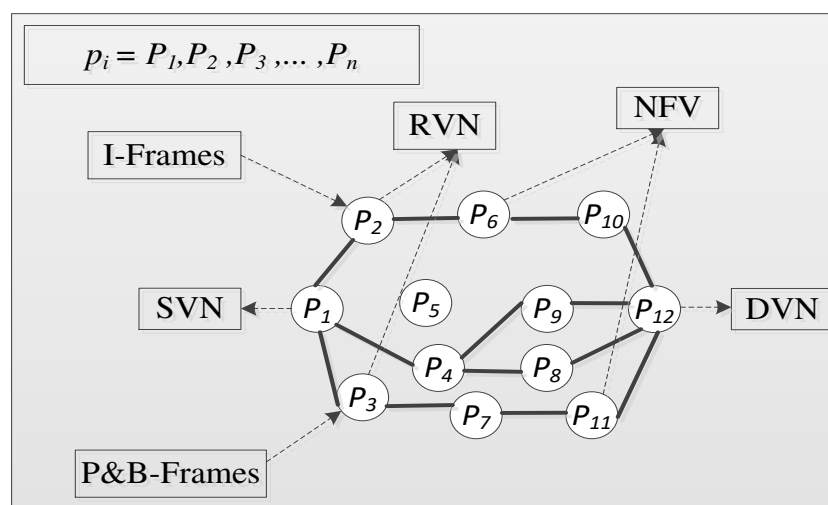 p_i = P_1,P_2 ,P_3 ,... ,P_n
NFV
RVN
I-Frames
P_2
P_6
P_10
SVN
P_1
P_5
P_9
P_12
DVN
P_4
P_8
P_3
P_7
P_11
P&B-Frames